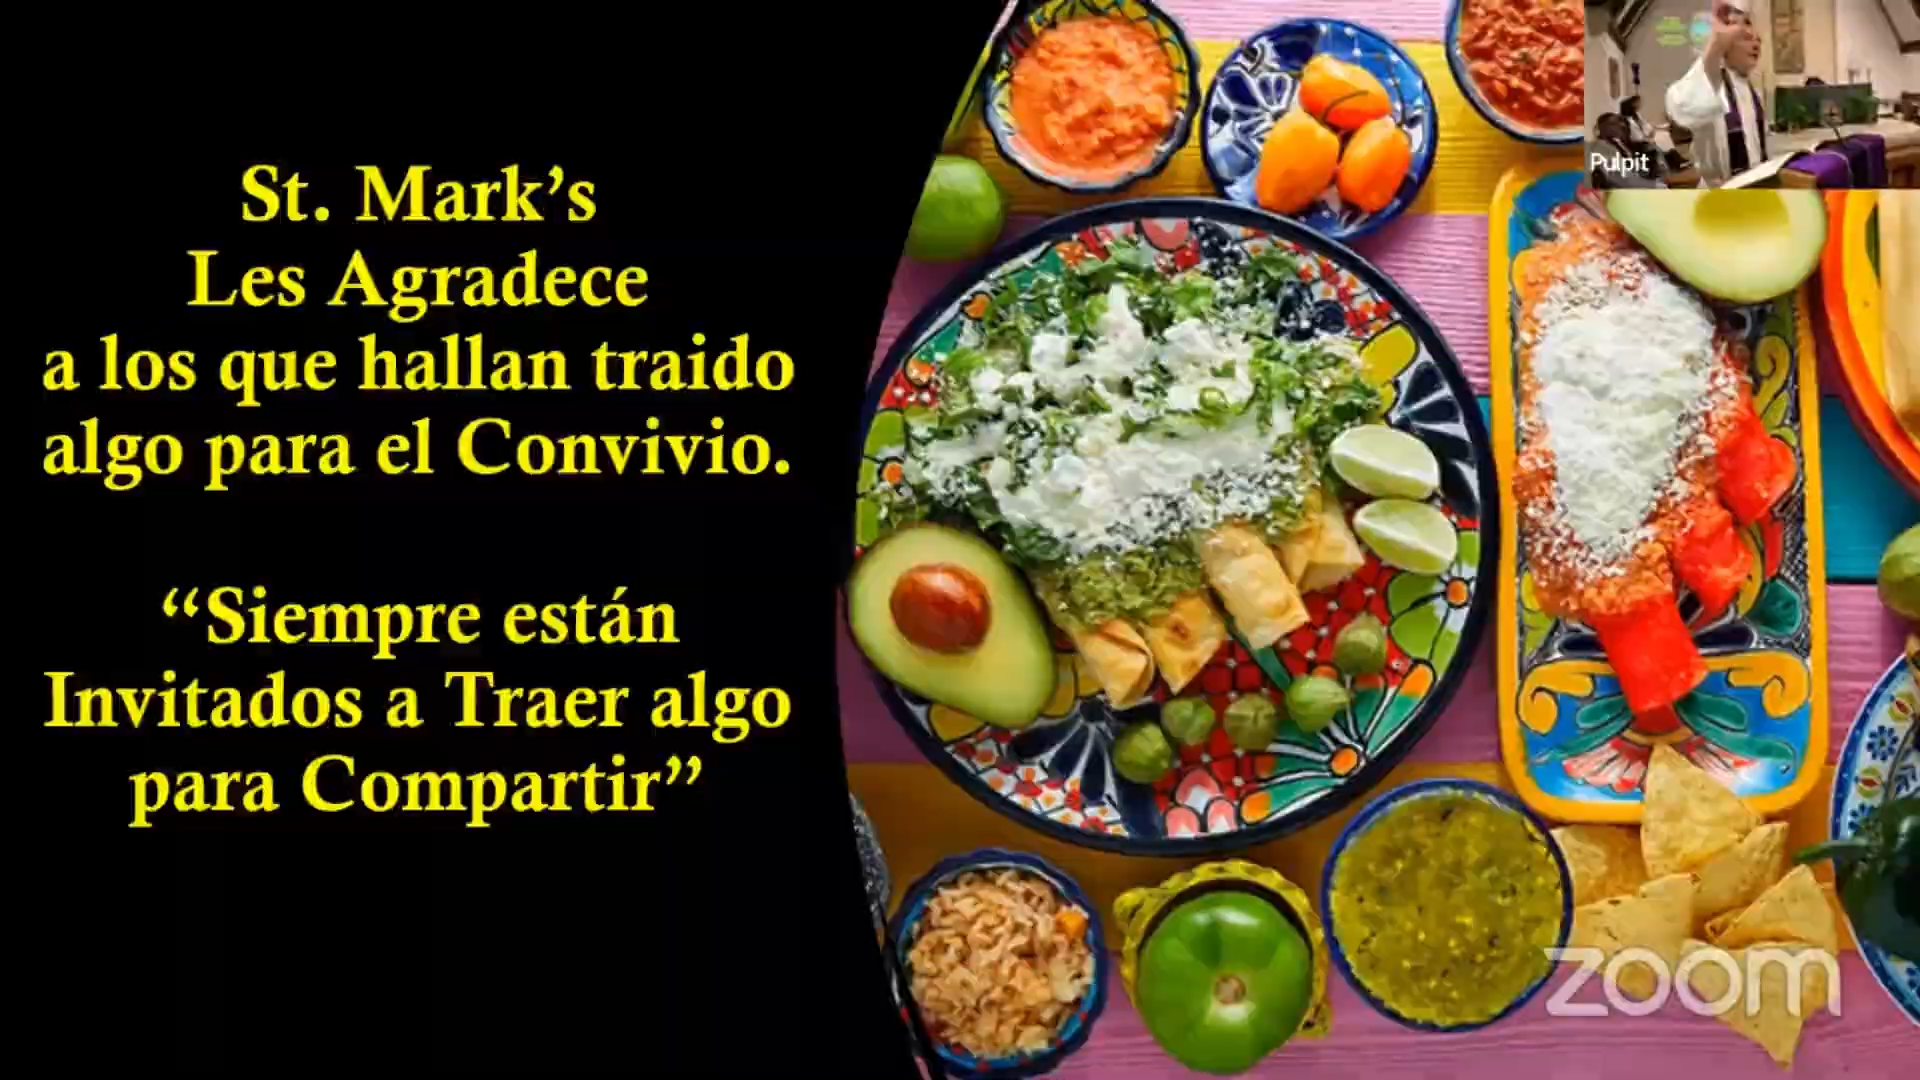 St. Mark’s
Les Agradece
a los que hallan traido
algo para el Convivio.
“Siempre están
Invitados a Traer algo
para Compartir”
Pulpit
zoom